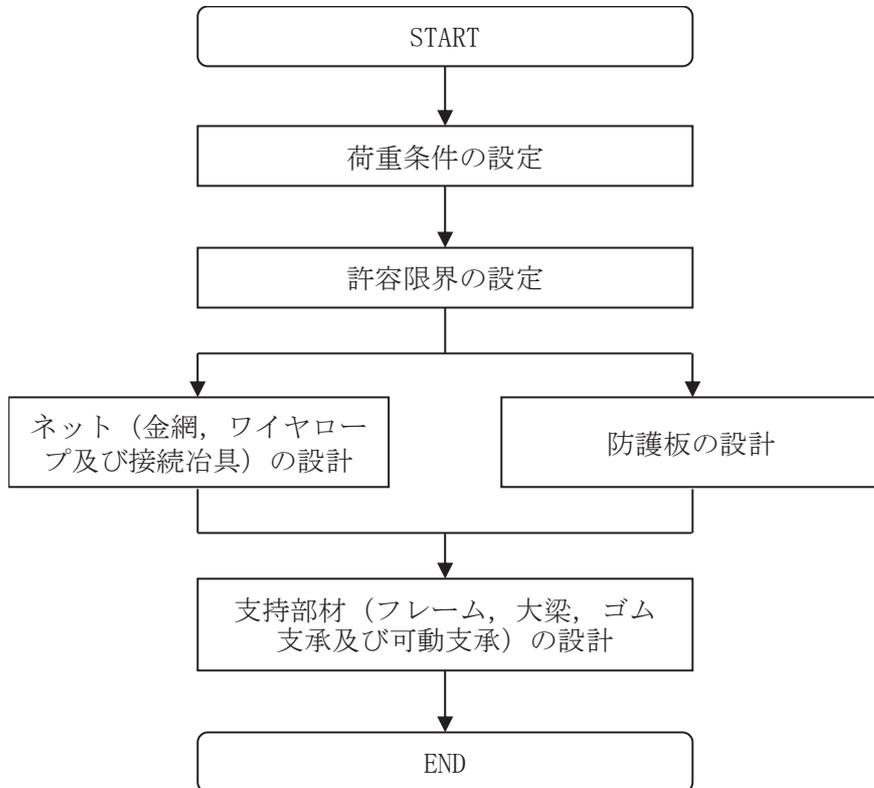 START
荷重条件の設定
許容限界の設定
ネット（金網，ワイヤロー
プ及び接続冶具）の設計
防護板の設計
支持部材（フレーム，大梁，ゴム
支承及び可動支承）の設計
END